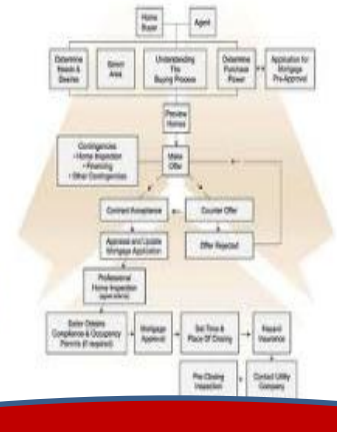 Home
Buyer
Agent
Determine
Needs &
Desires
Select
Area
Understanding
The
Buying Process
Determine
Purchase
Power
Application for
Mortgage
Pre-Approval
Preview
Homes
Contingencies
• Home Inspection
• Financing
• Other Contingencies
Make
Offer
Contract Acceptance
Counter Offer
Appraisal and Update
Mortgage Application
Offer Rejected
Professional
Home Inspection
Seller Obtains
Compliance & Occupancy
Permits (if required)
Mortgage
Approval
Set Time &
Place Of Closing
Hazard
Insurance
Pre-Closing
Inspection
Contact Utility
Company